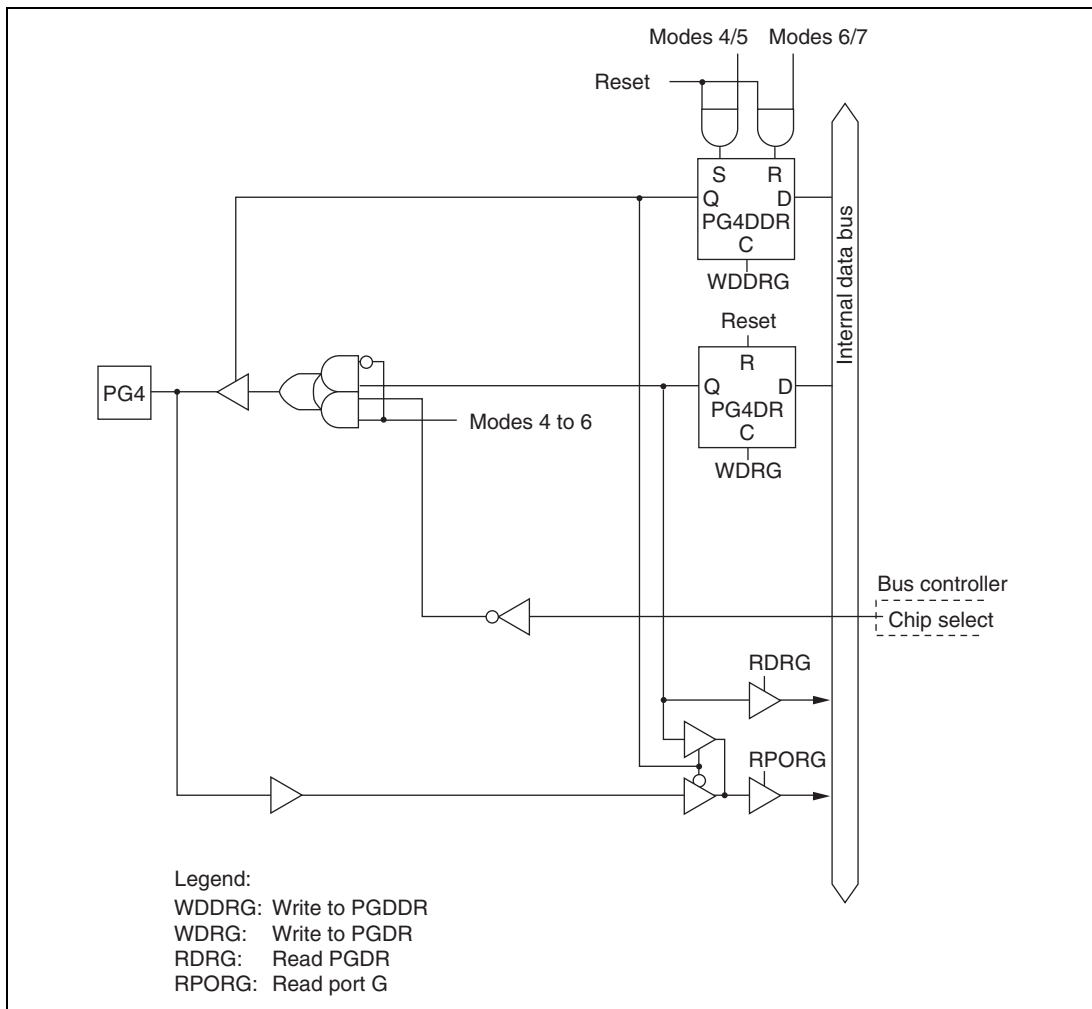 Modes 4/5
Modes 6/7
Reset
S
R
Q
D
PG4DDR
C
WDDRG
Internal data bus
Reset
R
Q
D
PG4DR
C
WDRG
PG4
Modes 4 to 6
Bus controller
Chip select
RDRG
RPORG
Legend:
WDDRG: Write to PGDDR
WDRG: Write to PGDR
RDRG: Read PGDR
RPORG: Read port G